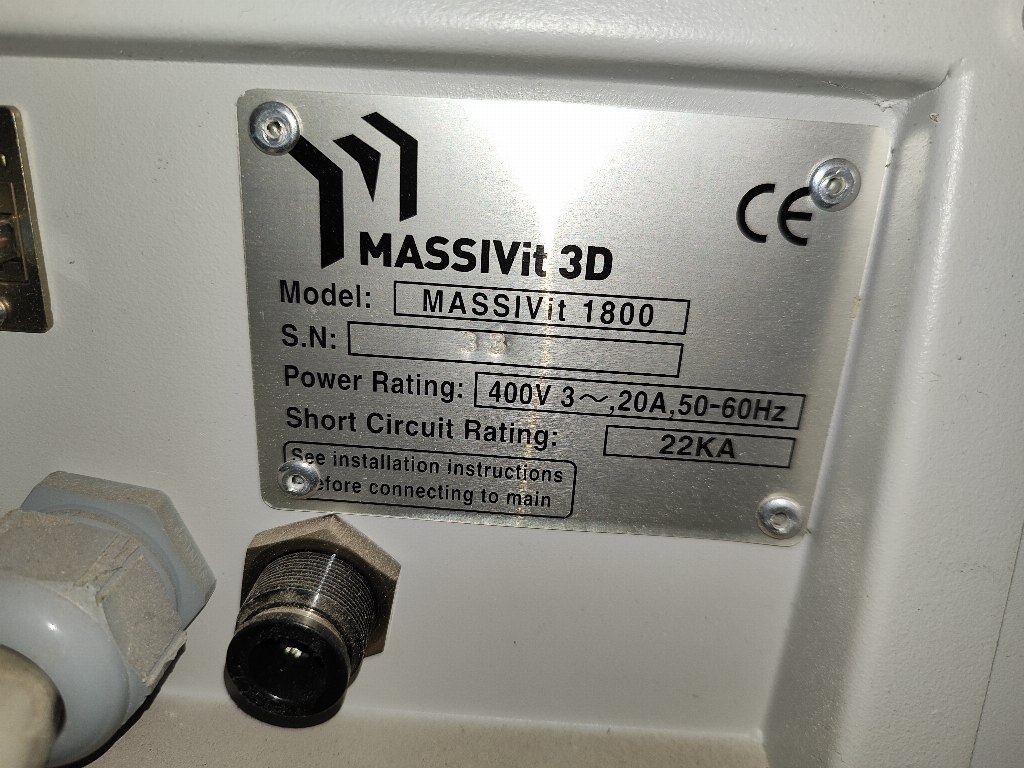 MASSIVit 3D
CE
Model: MASSIVit 1800
S.N: 33
Power Rating: 400V 3～,20A,50-60Hz
Short Circuit Rating: 22KA
See installation instructions
before connecting to main